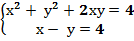 x² + y² + 2xy = 4
x − y = 4